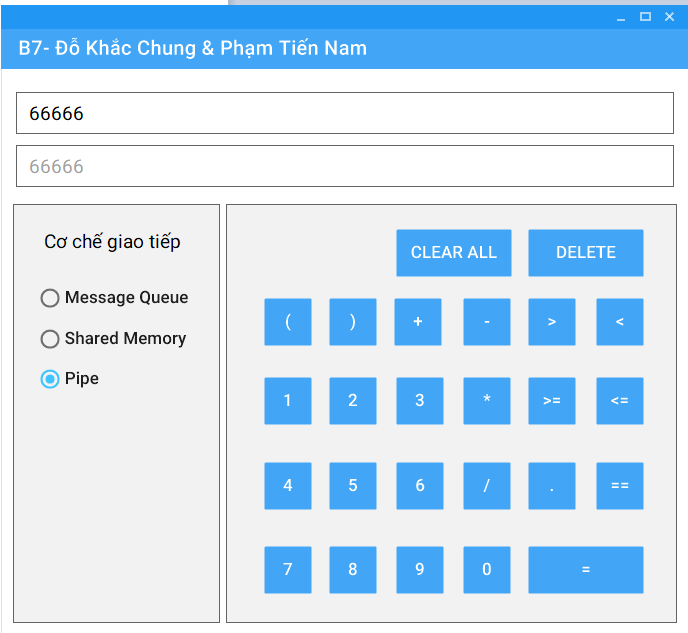 B7- Đỗ Khắc Chung & Phạm Tiến Nam
66666
66666
Cơ chế giao tiếp
Message Queue
Shared Memory
Pipe
CLEAR ALL DELETE
( ) + - > <
1 2 3 * >= <=
4 5 6 / . ==
7 8 9 0 =